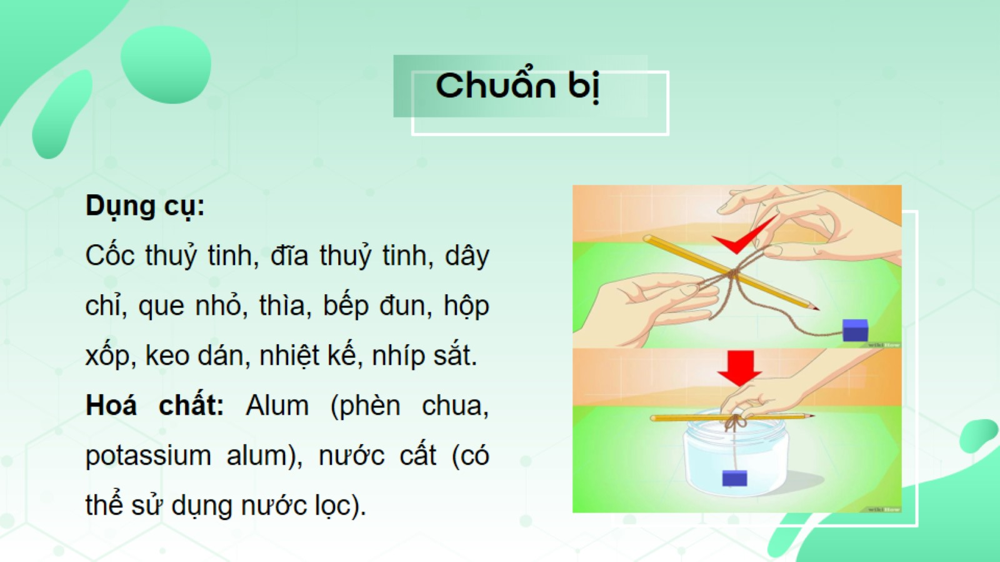 Chuẩn bị
Dụng cụ:
Cốc thuỷ tinh, đĩa thuỷ tinh, dây
chỉ, que nhỏ, thìa, bếp đun, hộp
xốp, keo dán, nhiệt kế, nhíp sắt.
Hoá chất: Alum (phèn chua,
potassium alum), nước cất (có
thể sử dụng nước lọc).
wikiHow
wikiHow